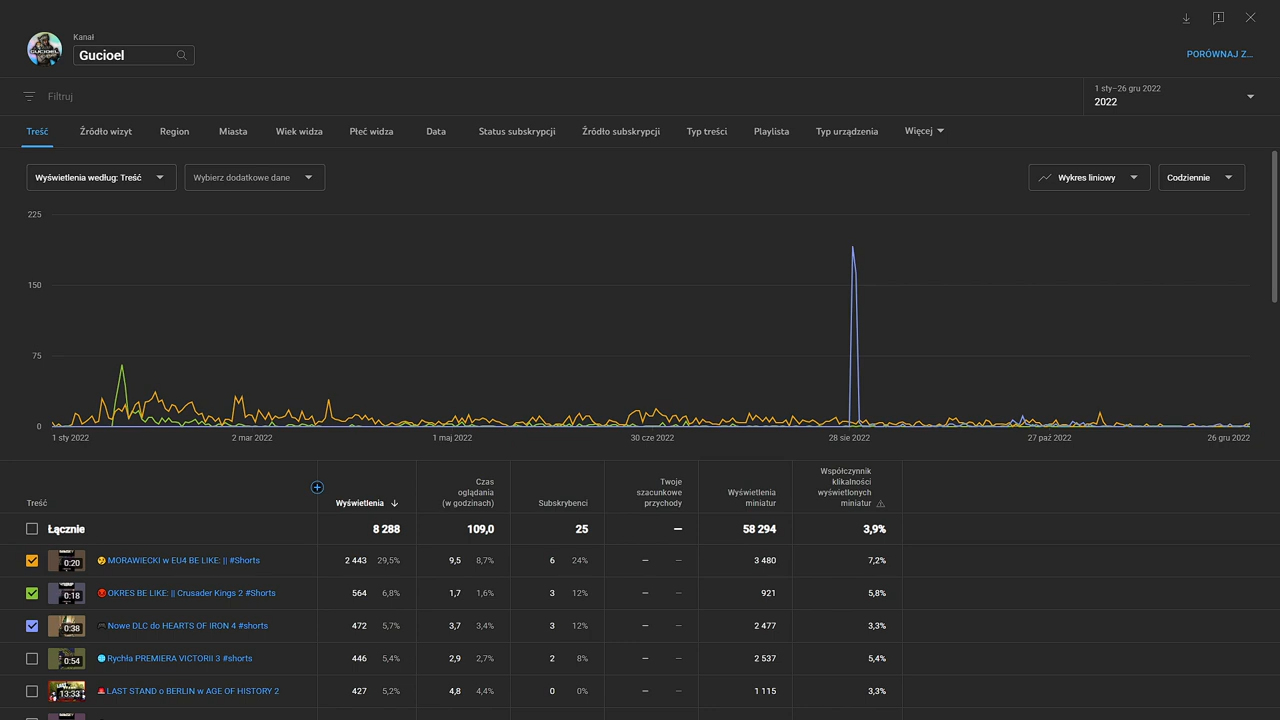 Kanał
Gucioel
PORÓWNAJ Z...
Filtruj
1 sty–26 gru 2022
2022
Treść Źródło wizyt Region Miasta Wiek widza Płeć widza Data Status subskrypcji Źródło subskrypcji Typ treści Playlista Typ urządzenia Więcej
Wyświetlenia według: Treść Wybierz dodatkowe dane Wykres liniowy Codziennie
225
150
75
0
1 sty 2022 2 mar 2022 1 maj 2022 30 cze 2022 28 sie 2022 27 paź 2022 26 gru 2022
Treść
Wyświetlenia
Czas
oglądania
(w godzinach)
Subskrybenci
Twoje
szacunkowe
przychody
Wyświetlenia
miniatur
Współczynnik
klikalności
wyświetlonych
miniatur
Łącznie 8 288 109,0 25 — 58 294 3,9%
0:20 MORAWIECKI w EU4 BE LIKE: || #Shorts 2 443 29,5% 9,5 8,7% 6 24% — — 3 480 7,2%
0:18 OKRES BE LIKE: || Crusader Kings 2 #Shorts 564 6,8% 1,7 1,6% 3 12% — — 921 5,8%
0:38 Nowe DLC do HEARTS OF IRON 4 #shorts 472 5,7% 3,7 3,4% 3 12% — — 2 477 3,3%
0:54 Rychła PREMIERA VICTORII 3 #shorts 446 5,4% 2,9 2,7% 2 8% — — 2 537 5,4%
13:33 LAST STAND o BERLIN w AGE OF HISTORY 2 427 5,2% 4,8 4,4% 0 0% — — 1 115 3,3%